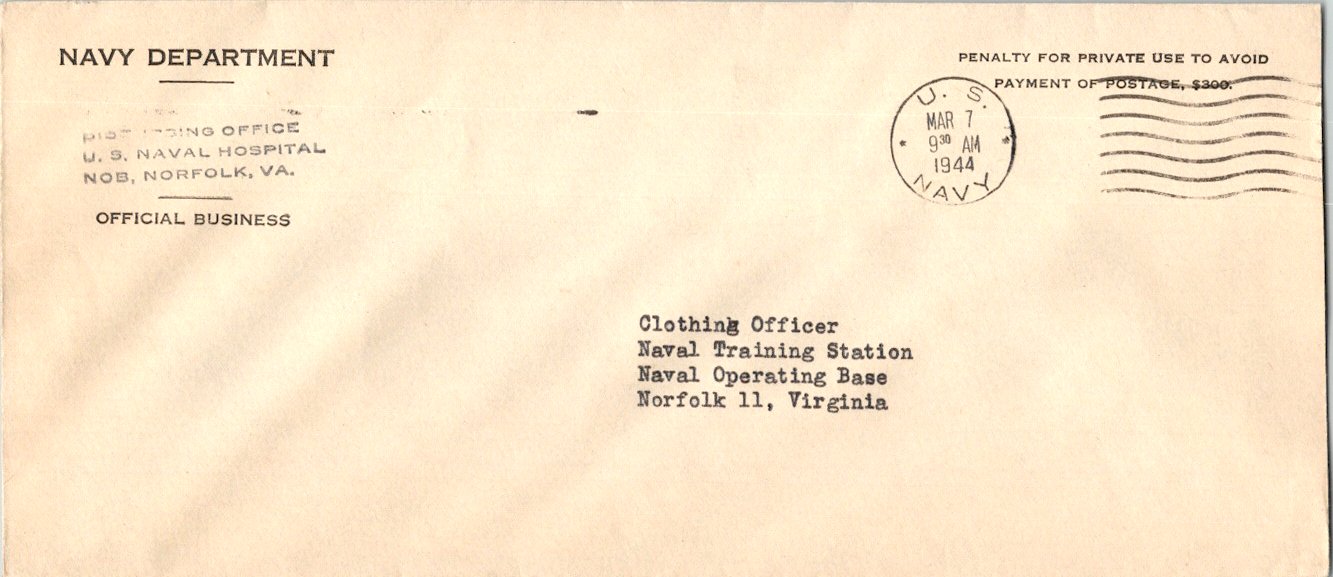 NAVY DEPARTMENT
OFFICE
U. S. NAVAL HOSPITAL
NOB, NORFOLK, VA.
OFFICIAL BUSINESS
PENALTY FOR PRIVATE USE TO AVOID
PAYMENT OF POSTAGE, $300.
U. S.
MAR 7
9³⁰ AM
1944
NAVY
Clothing Officer
Naval Training Station
Naval Operating Base
Norfolk 11, Virginia